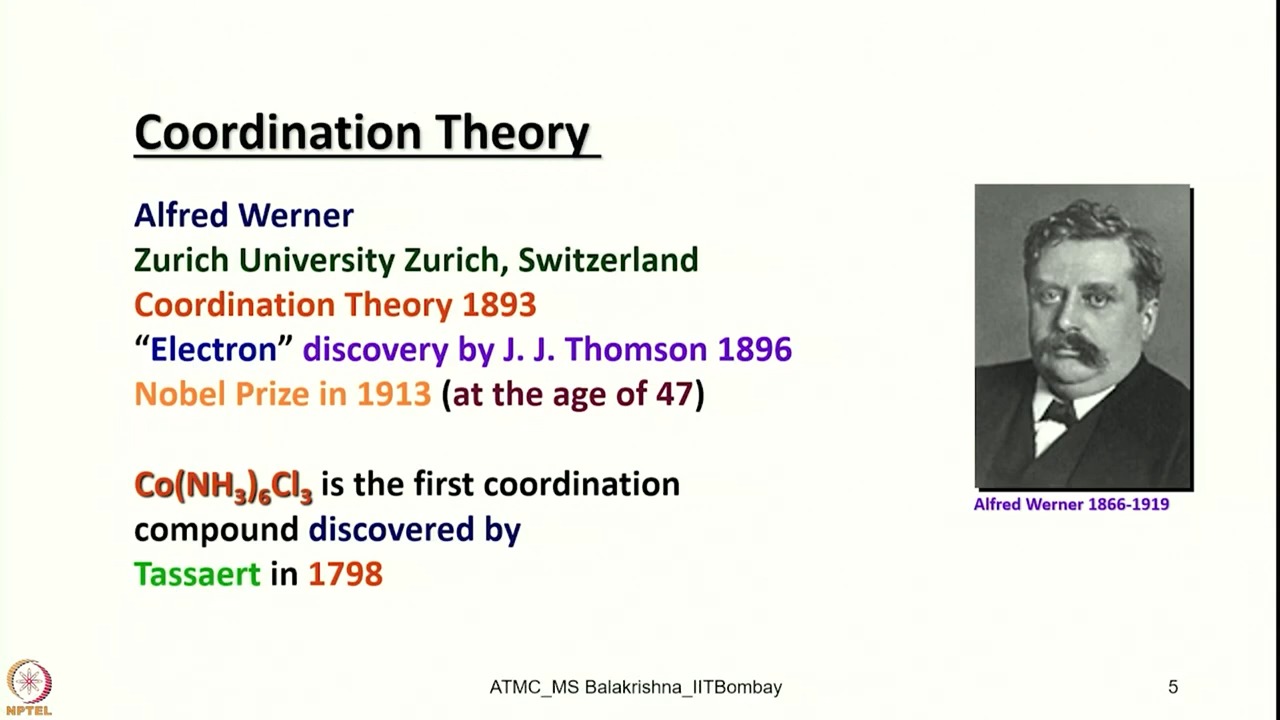 Coordination Theory
Alfred Werner
Zurich University Zurich, Switzerland
Coordination Theory 1893
“Electron” discovery by J. J. Thomson 1896
Nobel Prize in 1913 (at the age of 47)
Co(NH₃)₆Cl₃ is the first coordination
compound discovered by
Tassaert in 1798
Alfred Werner 1866-1919
NPTEL
ATMC_MS Balakrishna_IITBombay
5